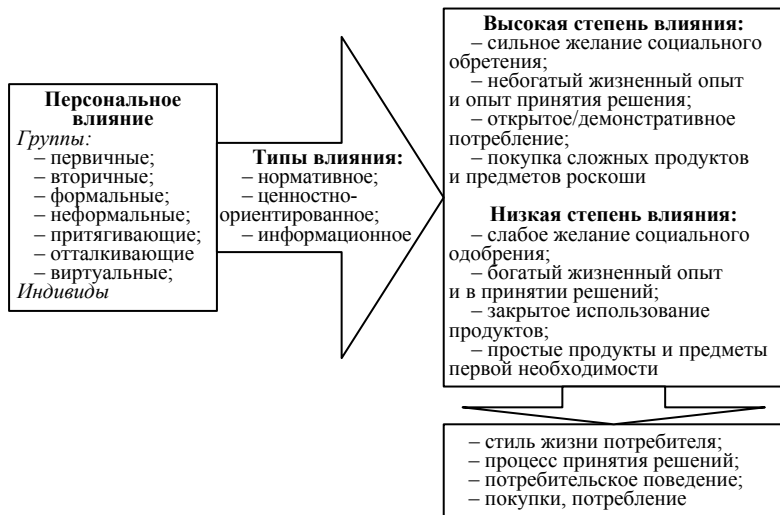 Персональное
влияние
Группы:
– первичные;
– вторичные;
– формальные;
– неформальные;
– притягивающие;
– отталкивающие
– виртуальные;
Индивиды
Типы влияния:
– нормативное;
– ценностно-
ориентированное;
– информационное
Высокая степень влияния:
– сильное желание социального
обретения;
– небогатый жизненный опыт
и опыт принятия решения;
– открытое/демонстративное
потребление;
– покупка сложных продуктов
и предметов роскоши
Низкая степень влияния:
– слабое желание социального
одобрения;
– богатый жизненный опыт
и в принятии решений;
– закрытое использование
продуктов;
– простые продукты и предметы
первой необходимости
– стиль жизни потребителя;
– процесс принятия решений;
– потребительское поведение;
– покупки, потребление